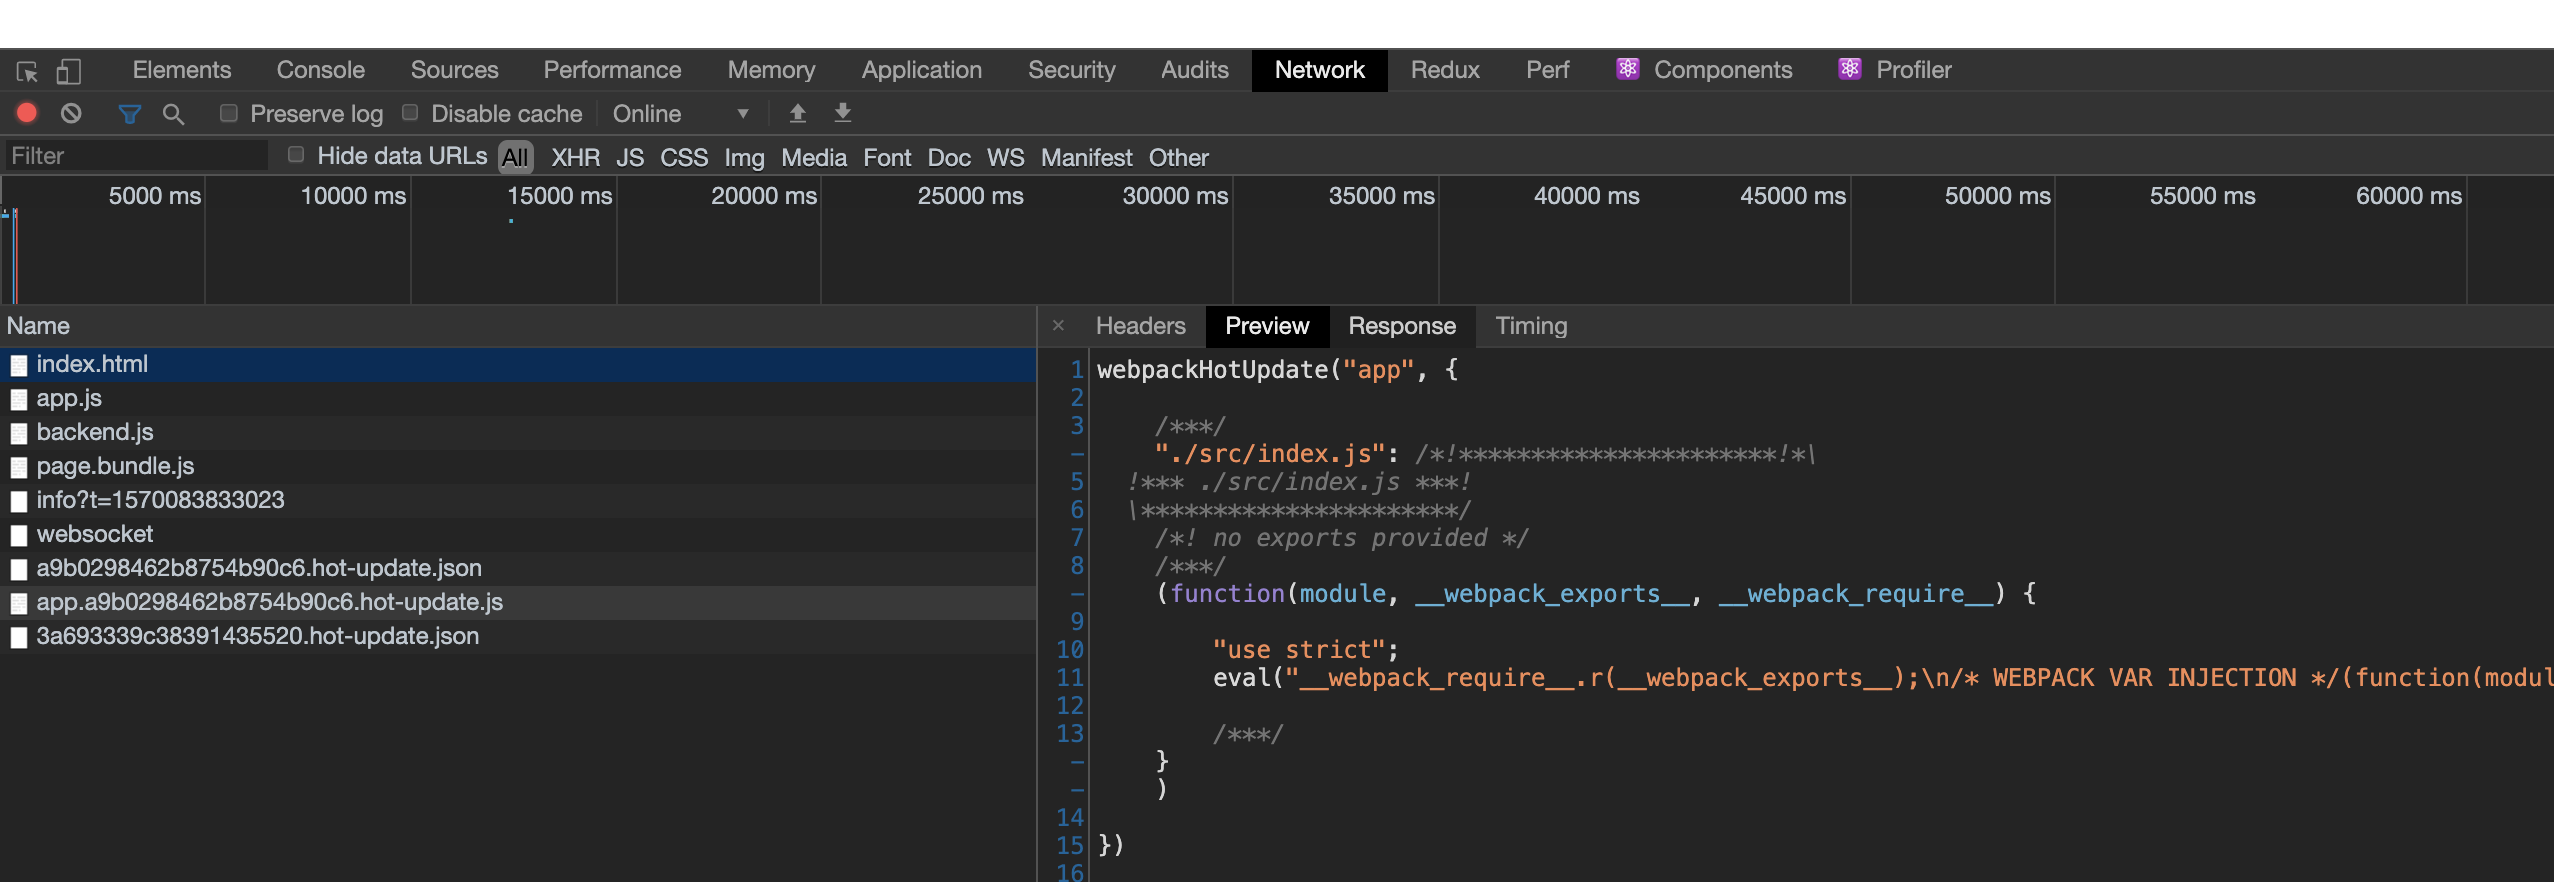 Elements Console Sources Performance Memory Application Security Audits Network Redux Perf Components Profiler
Preserve log Disable cache Online
Filter Hide data URLs All XHR JS CSS Img Media Font Doc WS Manifest Other
5000 ms 10000 ms 15000 ms 20000 ms 25000 ms 30000 ms 35000 ms 40000 ms 45000 ms 50000 ms 55000 ms 60000 ms
Name
index.html
app.js
backend.js
page.bundle.js
info?t=1570083833023
websocket
a9b0298462b8754b90c6.hot-update.json
app.a9b0298462b8754b90c6.hot-update.js
3a693339c38391435520.hot-update.json
× Headers Preview Response Timing
1 webpackHotUpdate("app", {
2
3 /***/
- "./src/index.js": /*!**********************!*\
5 !*** ./src/index.js ***!
6 \**********************/
7 /*! no exports provided */
8 /***/
- (function(module, __webpack_exports__, __webpack_require__) {
9
10 "use strict";
11 eval("__webpack_require__.r(__webpack_exports__);\n/* WEBPACK VAR INJECTION */(function(modul
12
13 /***/
- }
- )
14
15 })
16